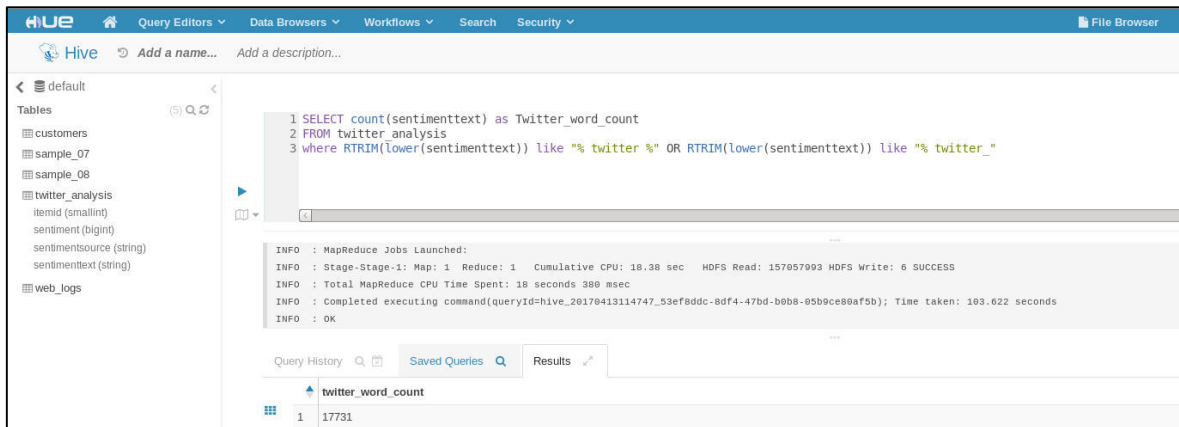 HUE Query Editors Data Browsers Workflows Search Security File Browser
Hive Add a name... Add a description...
default
Tables (5)
customers
sample_07
sample_08
twitter_analysis
itemid (smallint)
sentiment (bigint)
sentimentsource (string)
sentimenttext (string)
web_logs
1 SELECT count(sentimenttext) as Twitter_word_count
2 FROM twitter_analysis
3 where RTRIM(lower(sentimenttext)) like "% twitter %" OR RTRIM(lower(sentimenttext)) like "% twitter_"
INFO : MapReduce Jobs Launched:
INFO : Stage-Stage-1: Map: 1 Reduce: 1 Cumulative CPU: 18.38 sec HDFS Read: 157057993 HDFS Write: 6 SUCCESS
INFO : Total MapReduce CPU Time Spent: 18 seconds 380 msec
INFO : Completed executing command(queryId=hive_20170413114747_53ef8ddc-8df4-47bd-b0b8-05b9ce80af5b); Time taken: 103.622 seconds
INFO : OK
Query History Saved Queries Results
twitter_word_count
1 17731